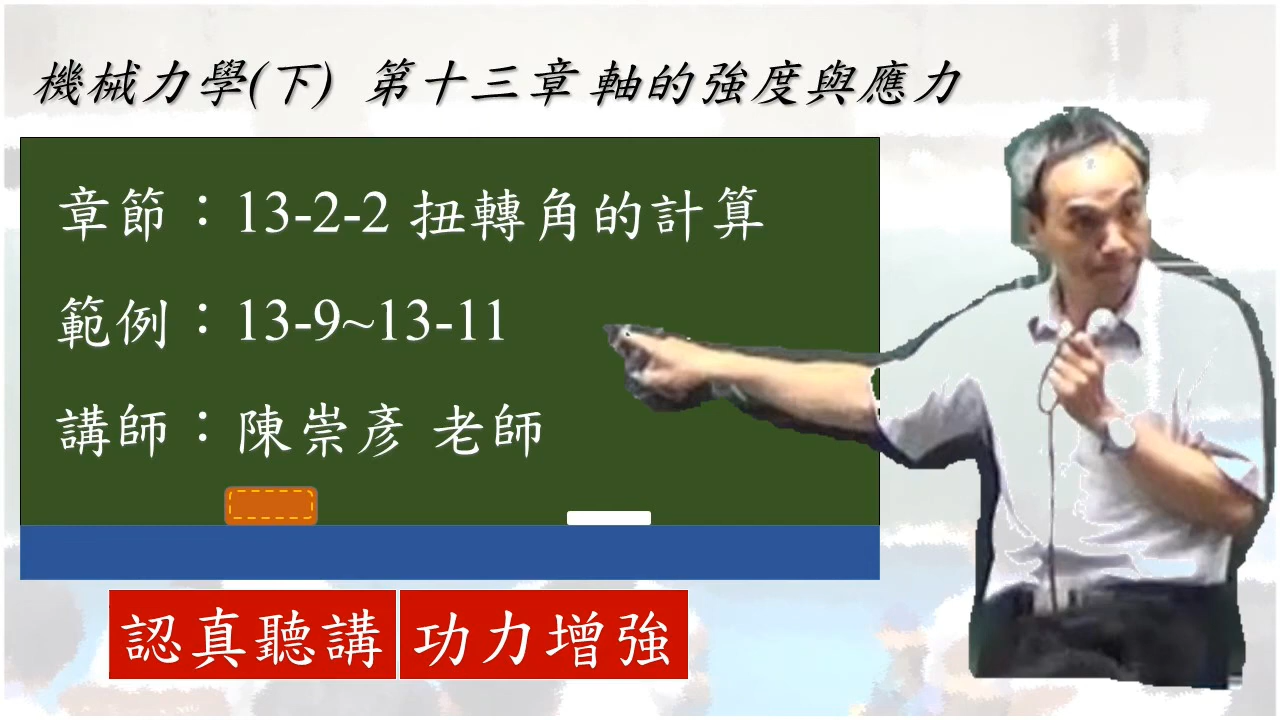 機械力學(下) 第十三章 軸的強度與應力
章節：13-2-2 扭轉角的計算
範例：13-9~13-11
講師：陳崇彥 老師
認真聽講 功力增強